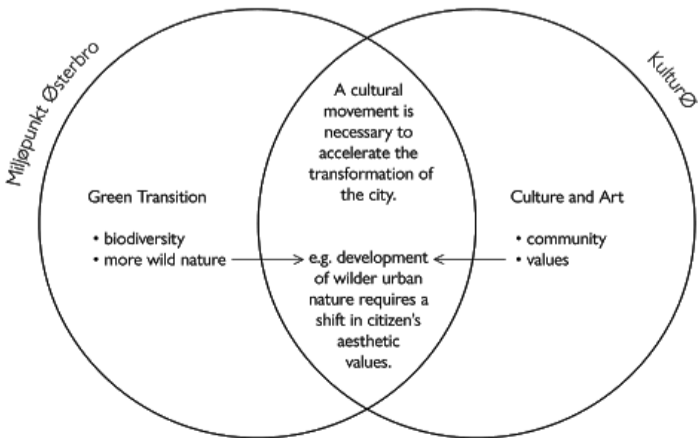 Miljøpunkt Østerbro
KulturØ
Green Transition
• biodiversity
• more wild nature
A cultural
movement is
necessary to
accelerate the
transformation of
the city.
e.g. development
of wilder urban
nature requires a
shift in citizen's
aesthetic
values.
Culture and Art
• community
• values